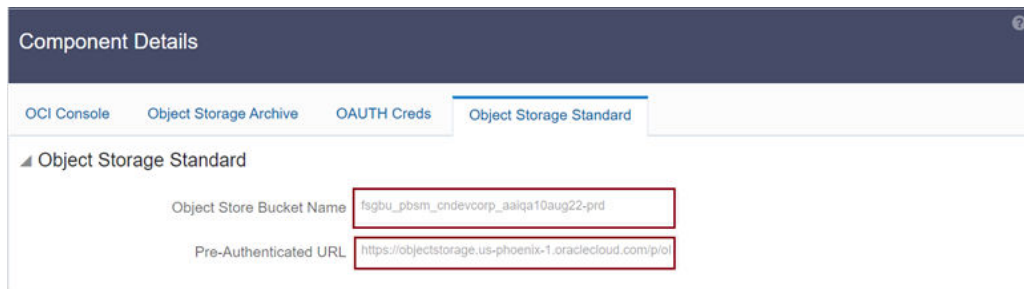 Component Details
OCI Console Object Storage Archive OAUTH Creds Object Storage Standard
Object Storage Standard
Object Store Bucket Name fsgbu_pbsm_cndevcorp_aaiqa10aug22-prd
Pre-Authenticated URL https://objectstorage.us-phoenix-1.oraclecloud.com/p/ol